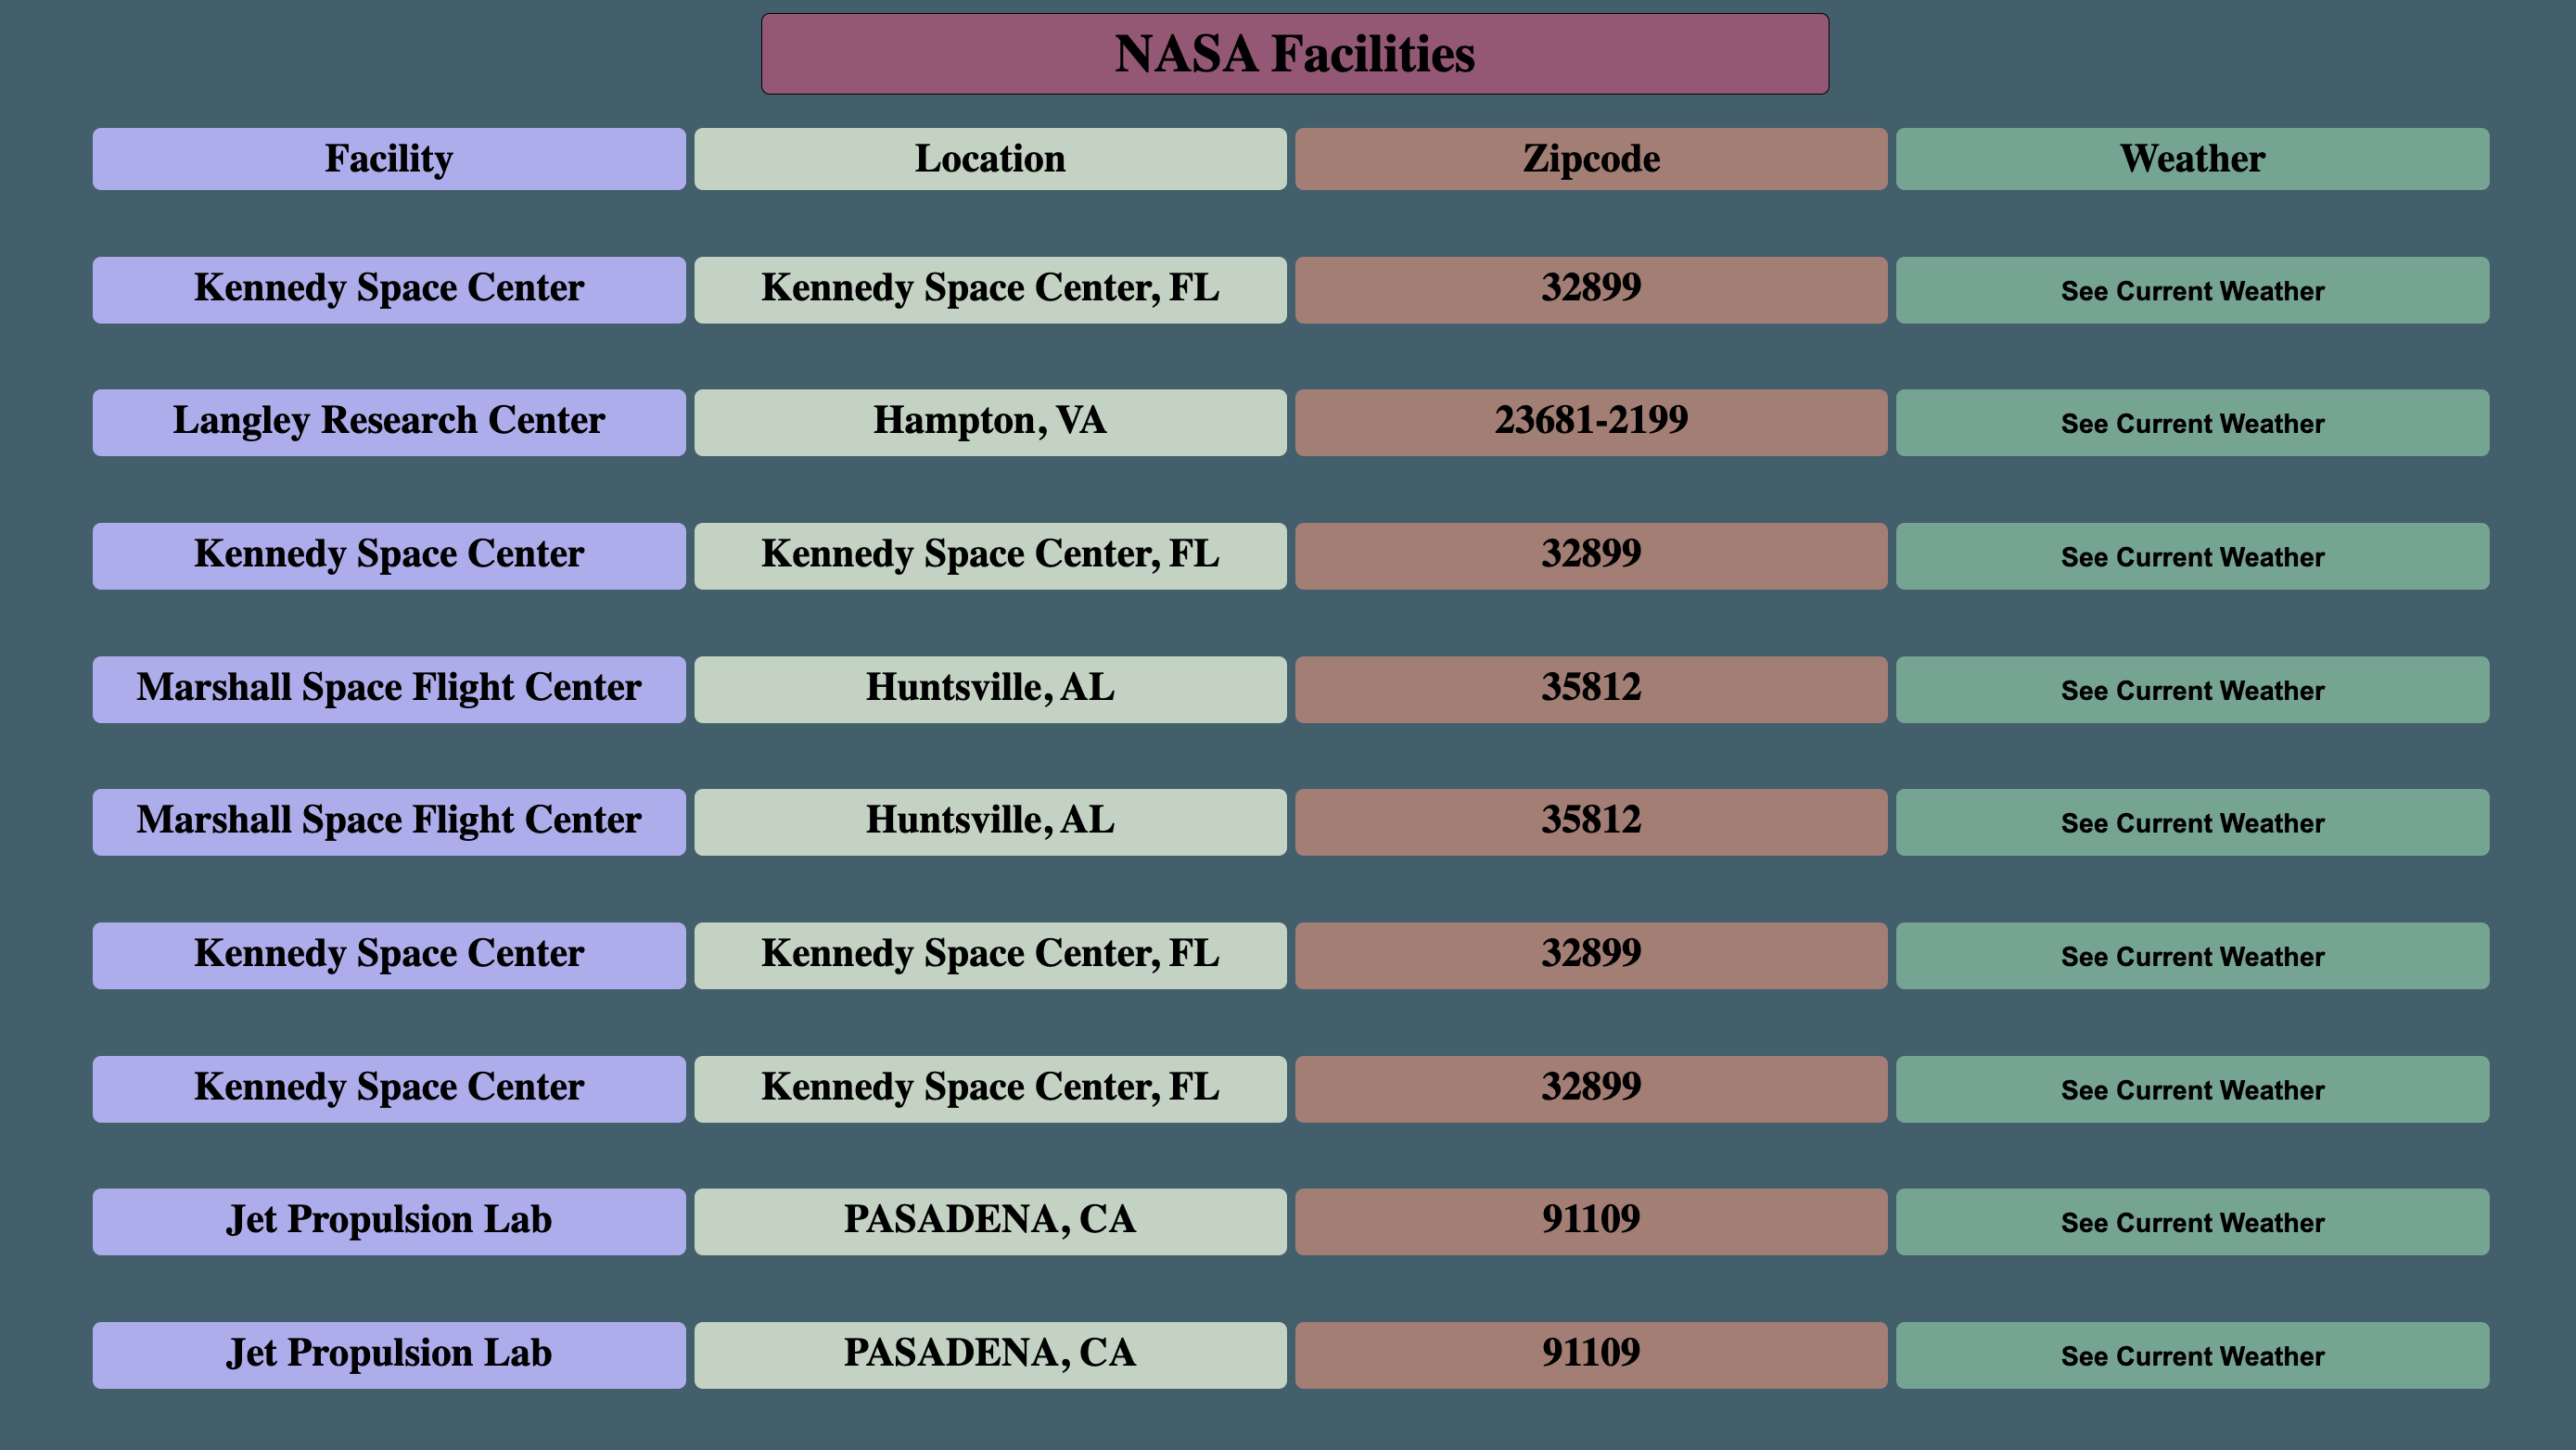 NASA Facilities
Facility Location Zipcode Weather
Kennedy Space Center Kennedy Space Center, FL 32899 See Current Weather
Langley Research Center Hampton, VA 23681-2199 See Current Weather
Kennedy Space Center Kennedy Space Center, FL 32899 See Current Weather
Marshall Space Flight Center Huntsville, AL 35812 See Current Weather
Marshall Space Flight Center Huntsville, AL 35812 See Current Weather
Kennedy Space Center Kennedy Space Center, FL 32899 See Current Weather
Kennedy Space Center Kennedy Space Center, FL 32899 See Current Weather
Jet Propulsion Lab PASADENA, CA 91109 See Current Weather
Jet Propulsion Lab PASADENA, CA 91109 See Current Weather